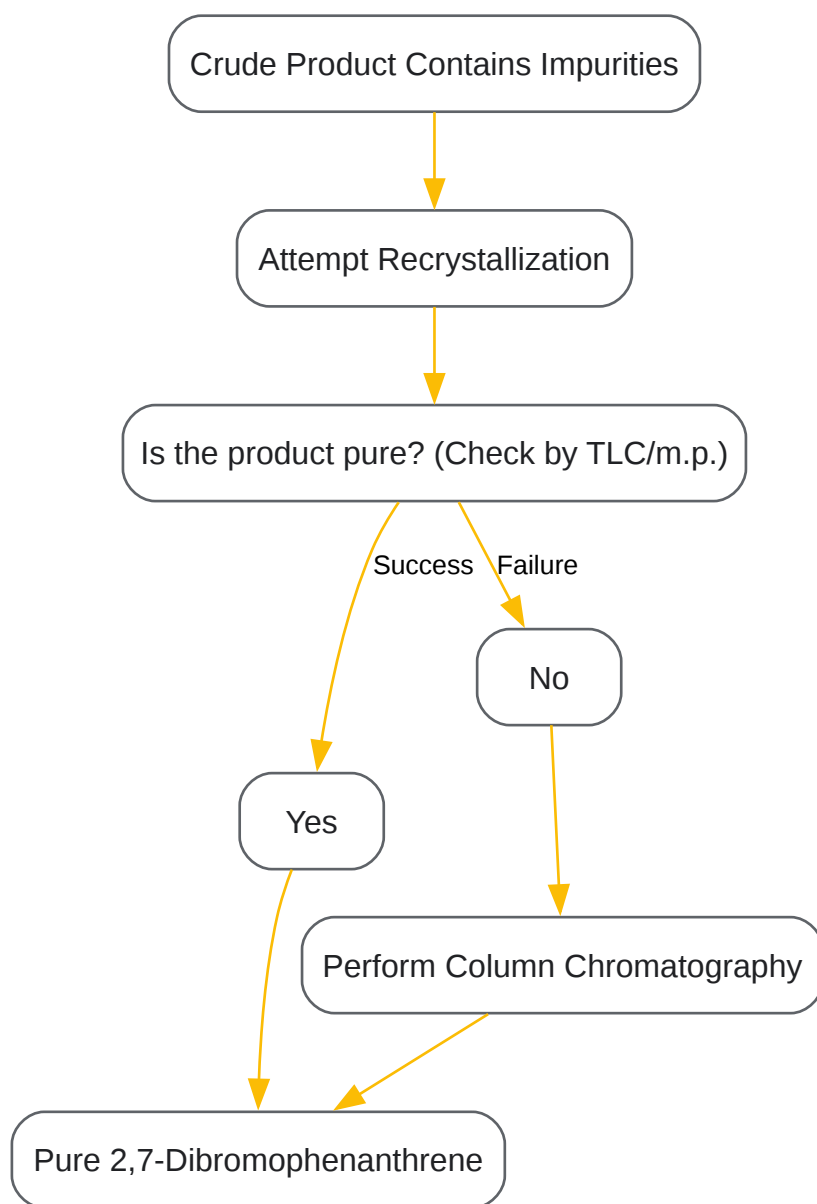 Crude Product Contains Impurities
Attempt Recrystallization
Is the product pure? (Check by TLC/m.p.)
Success
Failure
No
Yes
Perform Column Chromatography
Pure 2,7-Dibromophenanthrene